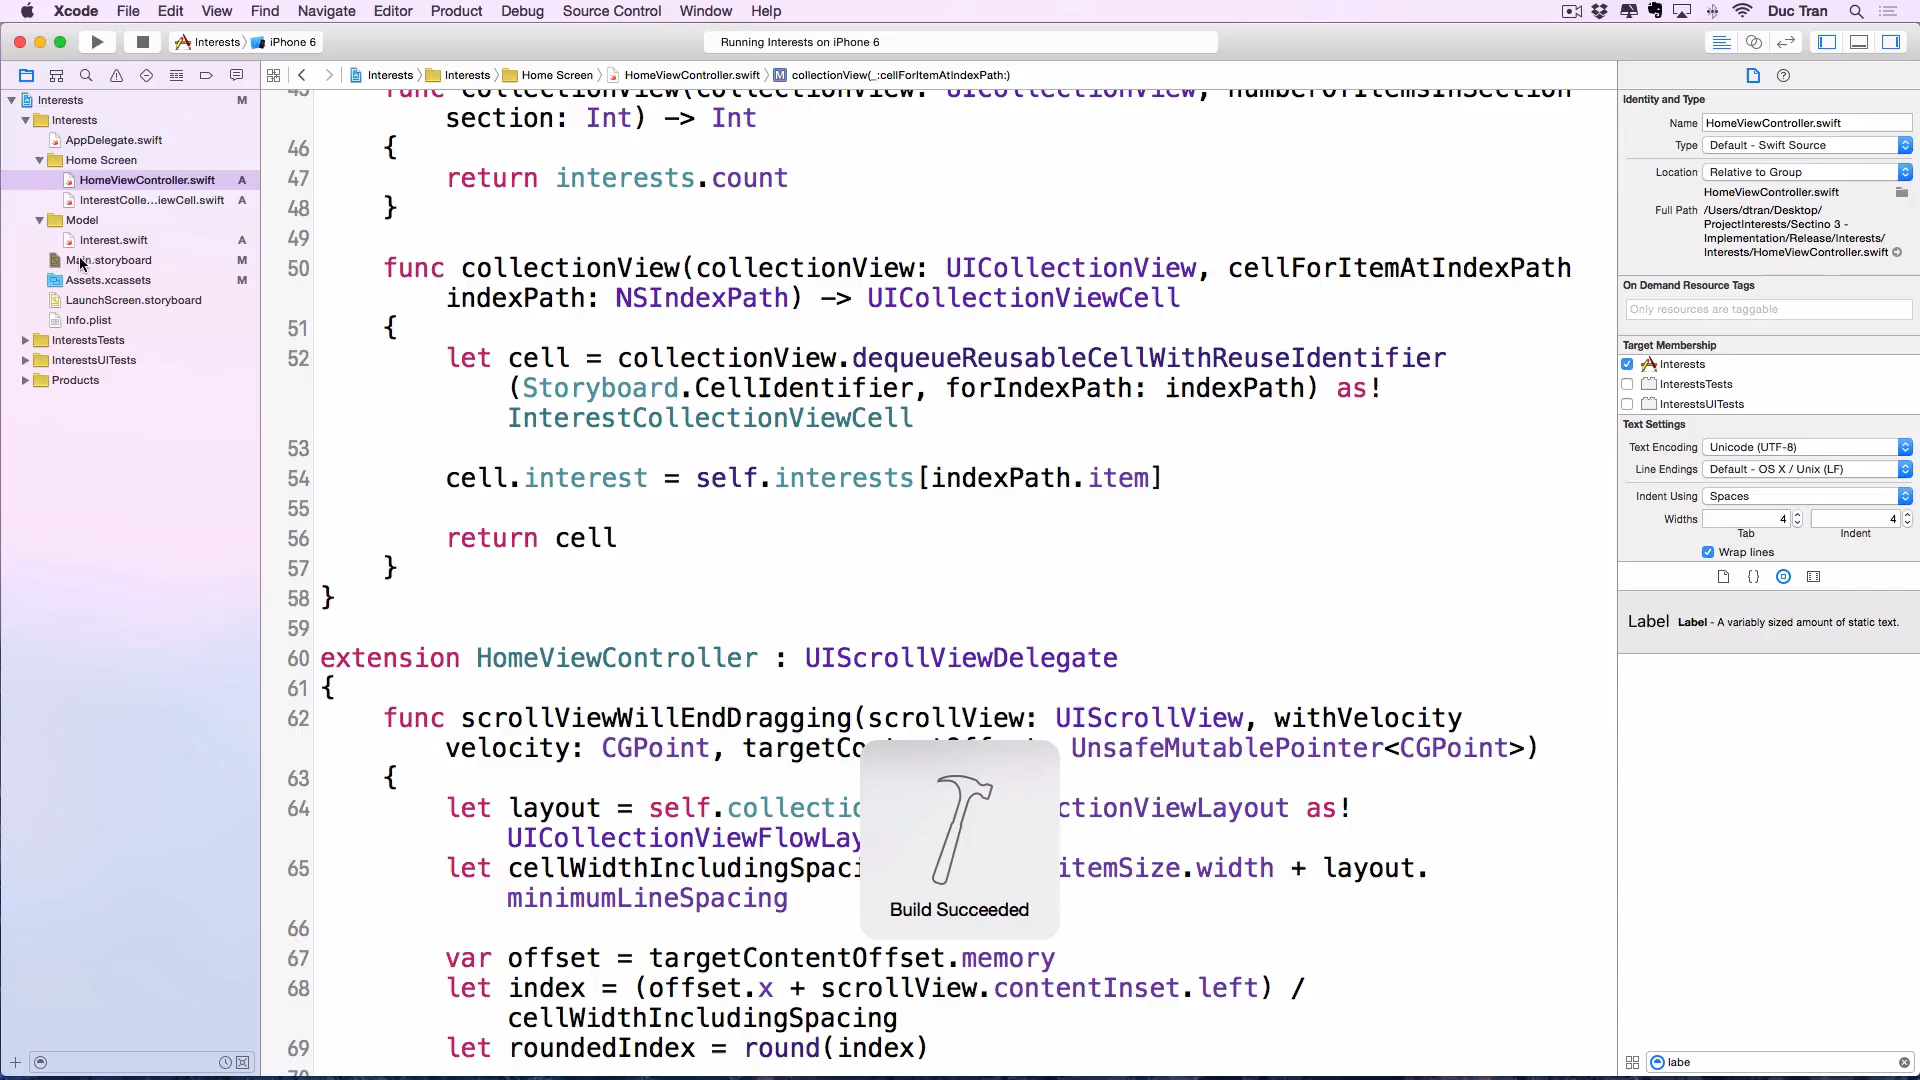 Xcode File Edit View Find Navigate Editor Product Debug Source Control Window Help Duc Tran
Interests iPhone 6 Running Interests on iPhone 6
Interests Interests Home Screen HomeViewController.swift M collectionView(_:cellForItemAtIndexPath:)
Interests M
Interests
AppDelegate.swift
Home Screen
HomeViewController.swift A
InterestColle...iewCell.swift A
Model
Interest.swift A
Main.storyboard M
Assets.xcassets M
LaunchScreen.storyboard
Info.plist
InterestsTests
InterestsUITests
Products
45 func collectionView(collectionView: UICollectionView, numberOfItemsInSection
section: Int) -> Int
46 {
47 return interests.count
48 }
49
50 func collectionView(collectionView: UICollectionView, cellForItemAtIndexPath
indexPath: NSIndexPath) -> UICollectionViewCell
51 {
52 let cell = collectionView.dequeueReusableCellWithReuseIdentifier
(Storyboard.CellIdentifier, forIndexPath: indexPath) as!
InterestCollectionViewCell
53
54 cell.interest = self.interests[indexPath.item]
55
56 return cell
57 }
58 }
59
60 extension HomeViewController : UIScrollViewDelegate
61 {
62 func scrollViewWillEndDragging(scrollView: UIScrollView, withVelocity
velocity: CGPoint, UnsafeMutablePointer<CGPoint>)
63 {
64 let layout = self. as!
65 let + layout.
minimumLineSpacing
66
67 var offset = targetContentOffset.memory
68 let index = (offset.x + scrollView.contentInset.left) /
cellWidthIncludingSpacing
69 let roundedIndex = round(index)
Build Succeeded
Identity and Type
Name HomeViewController.swift
Type Default - Swift Source
Location Relative to Group
HomeViewController.swift
Full Path /Users/dtran/Desktop/
ProjectInterests/Sectino 3 -
Implementation/Release/Interests/
Interests/HomeViewController.swift
On Demand Resource Tags
Only resources are taggable
Target Membership
Interests
InterestsTests
InterestsUITests
Text Settings
Text Encoding Unicode (UTF-8)
Line Endings Default - OS X / Unix (LF)
Indent Using Spaces
Widths 4 4
Tab Indent
Wrap lines
{}
Label Label - A variably sized amount of static text.
labe